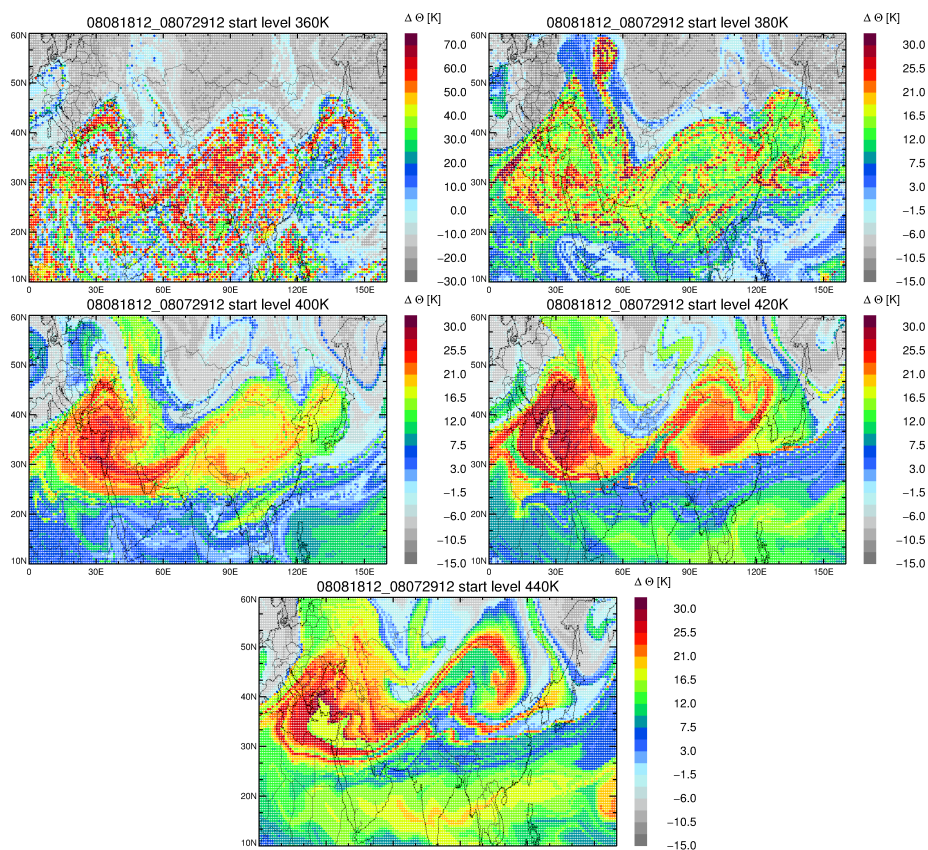 08081812_08072912 start level 360K
Δ Θ [K]
60N
50N
40N
30N
20N
10N
0 30E 60E 90E 120E 150E
70.0
60.0
50.0
40.0
30.0
20.0
10.0
0.0
−10.0
−20.0
−30.0
08081812_08072912 start level 380K
Δ Θ [K]
60N
50N
40N
30N
20N
10N
0 30E 60E 90E 120E 150E
30.0
25.5
21.0
16.5
12.0
7.5
3.0
−1.5
−6.0
−10.5
−15.0
08081812_08072912 start level 400K
Δ Θ [K]
60N
50N
40N
30N
20N
10N
0 30E 60E 90E 120E 150E
30.0
25.5
21.0
16.5
12.0
7.5
3.0
−1.5
−6.0
−10.5
−15.0
08081812_08072912 start level 420K
Δ Θ [K]
60N
50N
40N
30N
20N
10N
0 30E 60E 90E 120E 150E
30.0
25.5
21.0
16.5
12.0
7.5
3.0
−1.5
−6.0
−10.5
−15.0
08081812_08072912 start level 440K
Δ Θ [K]
60N
50N
40N
30N
20N
10N
30.0
25.5
21.0
16.5
12.0
7.5
3.0
−1.5
−6.0
−10.5
−15.0